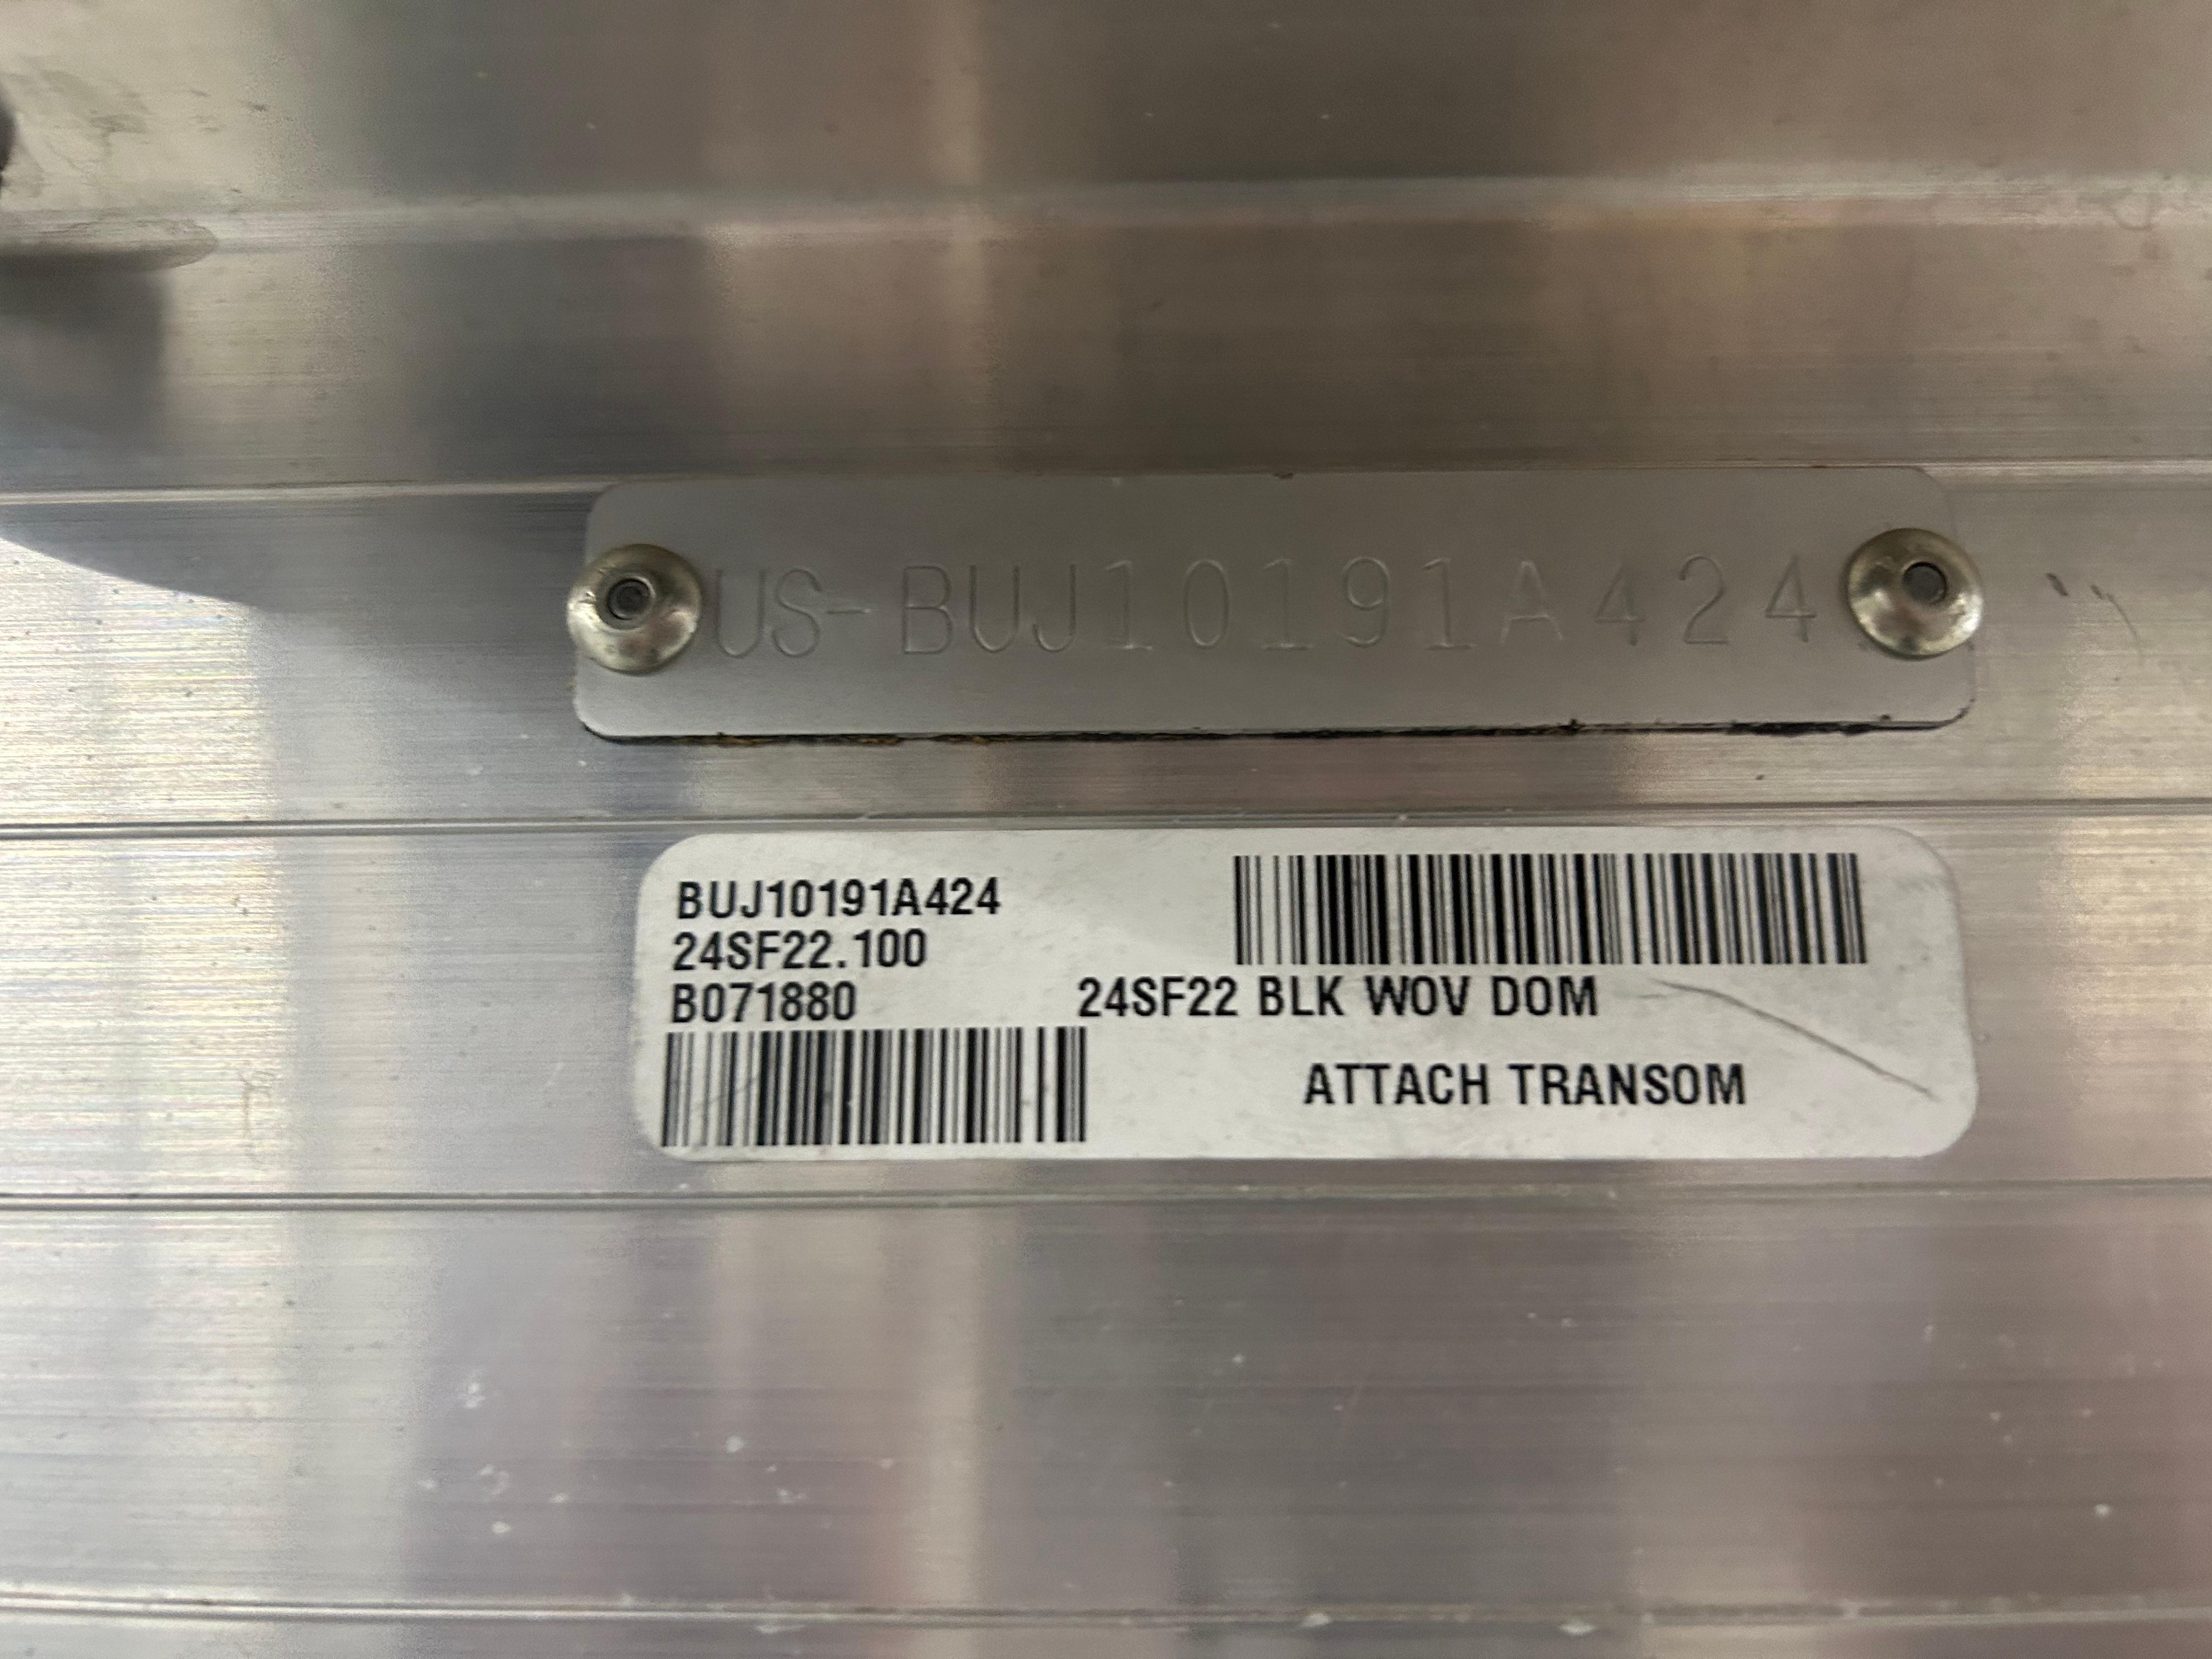 US-BUJ10191A424
BUJ10191A424
24SF22.100
B071880
24SF22 BLK WOV DOM
ATTACH TRANSOM